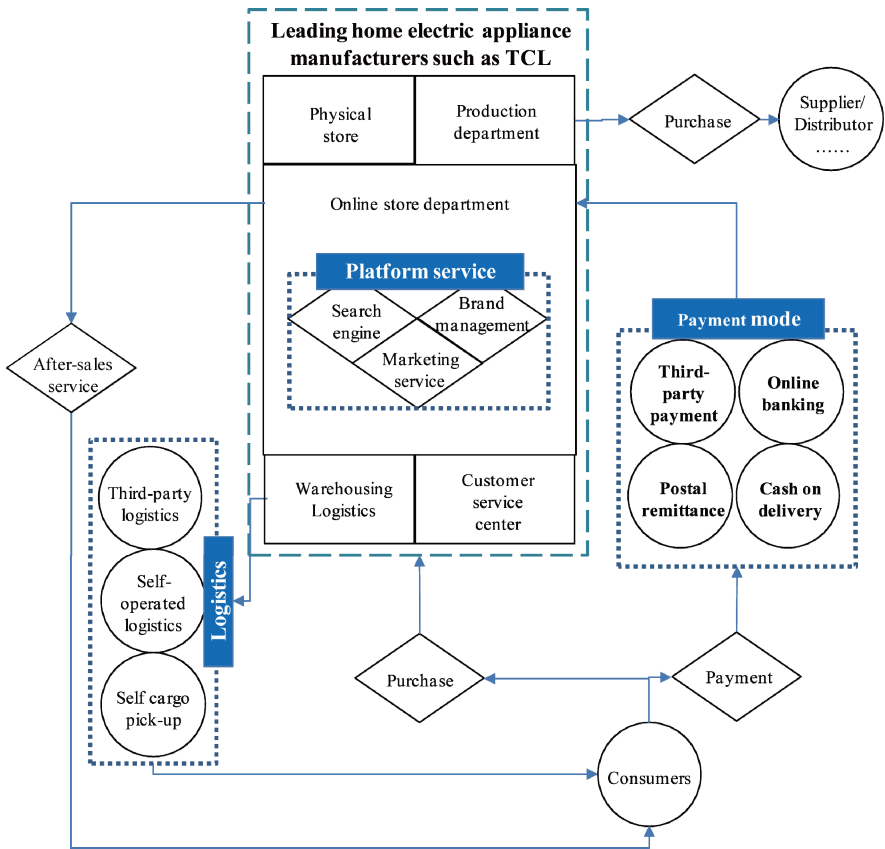 Leading home electric appliance
manufacturers such as TCL
Physical
store
Production
department
Purchase
Supplier/
Distributor
......
Online store department
Platform service
Search
engine
Brand
management
Marketing
service
Payment mode
Third-
party
payment
Online
banking
Postal
remittance
Cash on
delivery
After-sales
service
Warehousing
Logistics
Customer
service
center
Third-party
logistics
Self-
operated
logistics
Self cargo
pick-up
Logistics
Purchase
Payment
Consumers